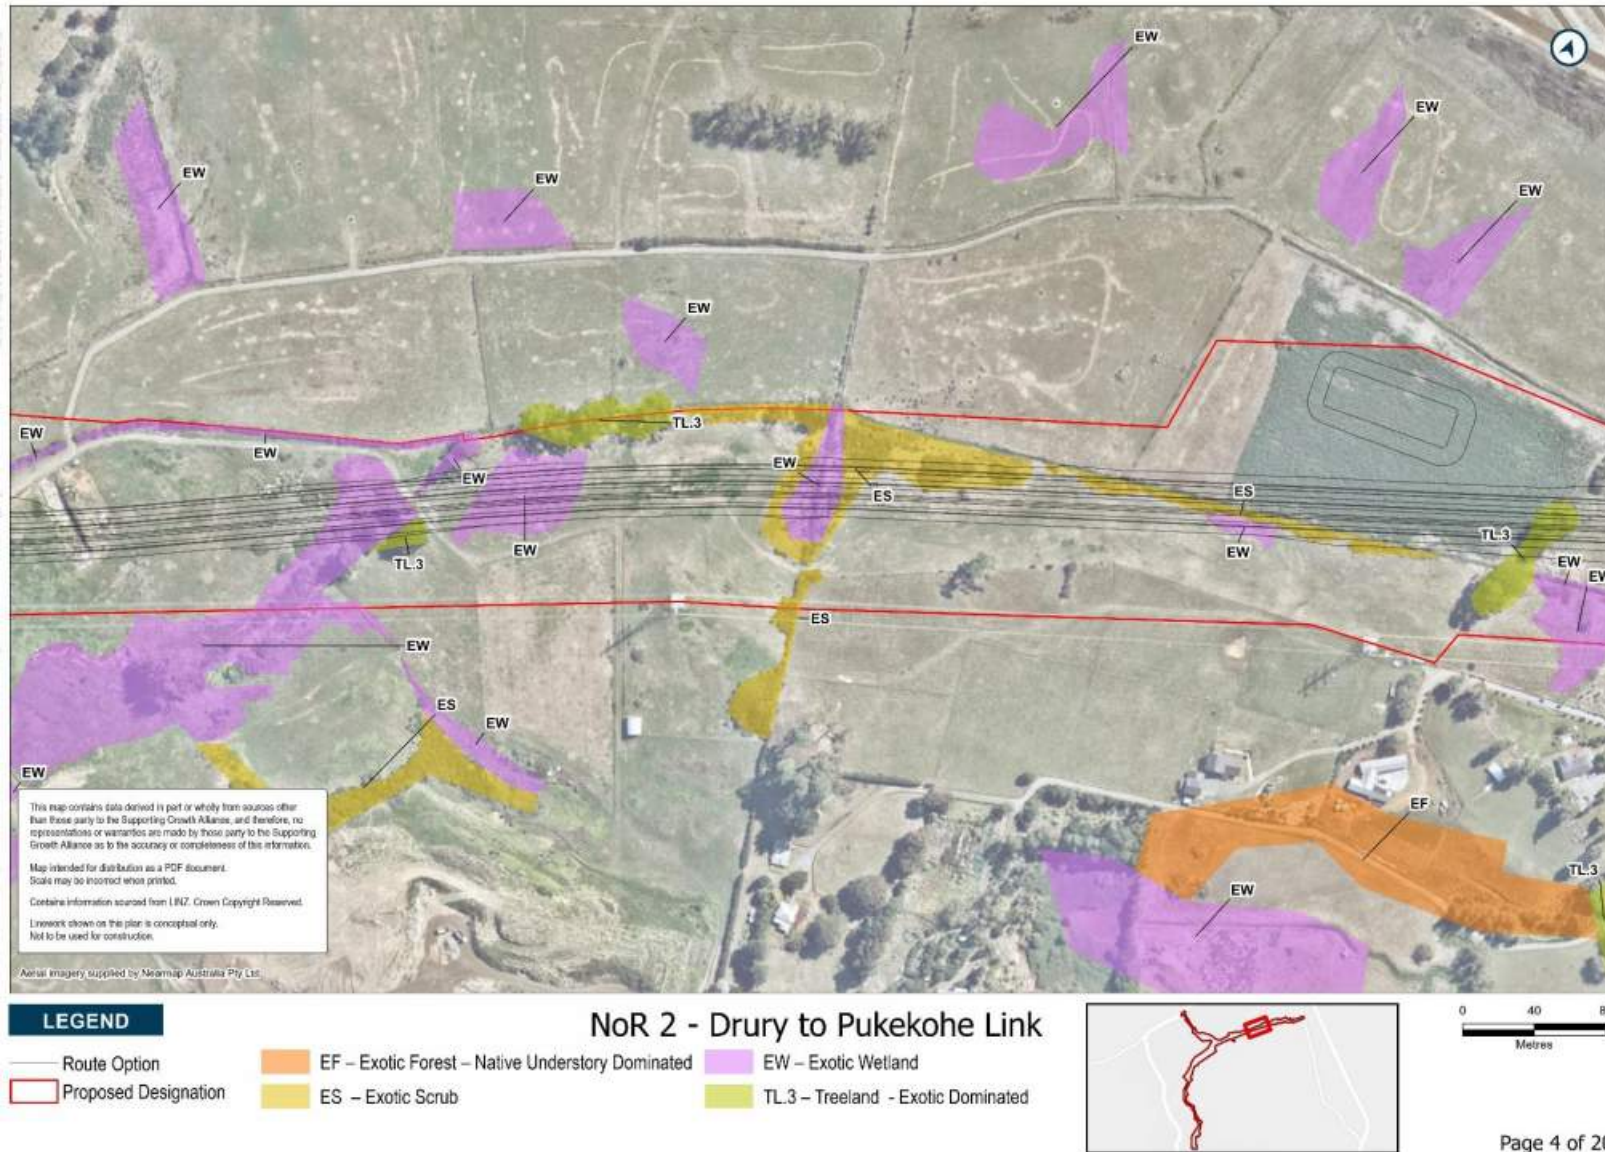 EW
EW
EW
EW
EW
EW
EW
TL.3
EW
EW
EW
EW
ES
ES
TL.3
EW
TL.3
EW
EW
EW
EW
ES
EW
ES
EW
EW
EF
TL.3
EW
This map contains data derived in part or wholly from sources other
than those party to the Supporting Growth Alliance, and therefore, no
representations or warranties are made by those party to the Supporting
Growth Alliance as to the accuracy or completeness of this information.
Map intended for distribution as a PDF document.
Scale may be incorrect when printed.
Contains information sourced from LINZ. Crown Copyright Reserved.
Linework shown on this plan is conceptual only.
Not to be used for construction.
Aerial imagery supplied by Nearmap Australia Pty Ltd
LEGEND
NoR 2 - Drury to Pukekohe Link
Route Option
Proposed Designation
EF – Exotic Forest – Native Understory Dominated
ES – Exotic Scrub
EW – Exotic Wetland
TL.3 – Treeland - Exotic Dominated
0 40 8
Metres
Page 4 of 20